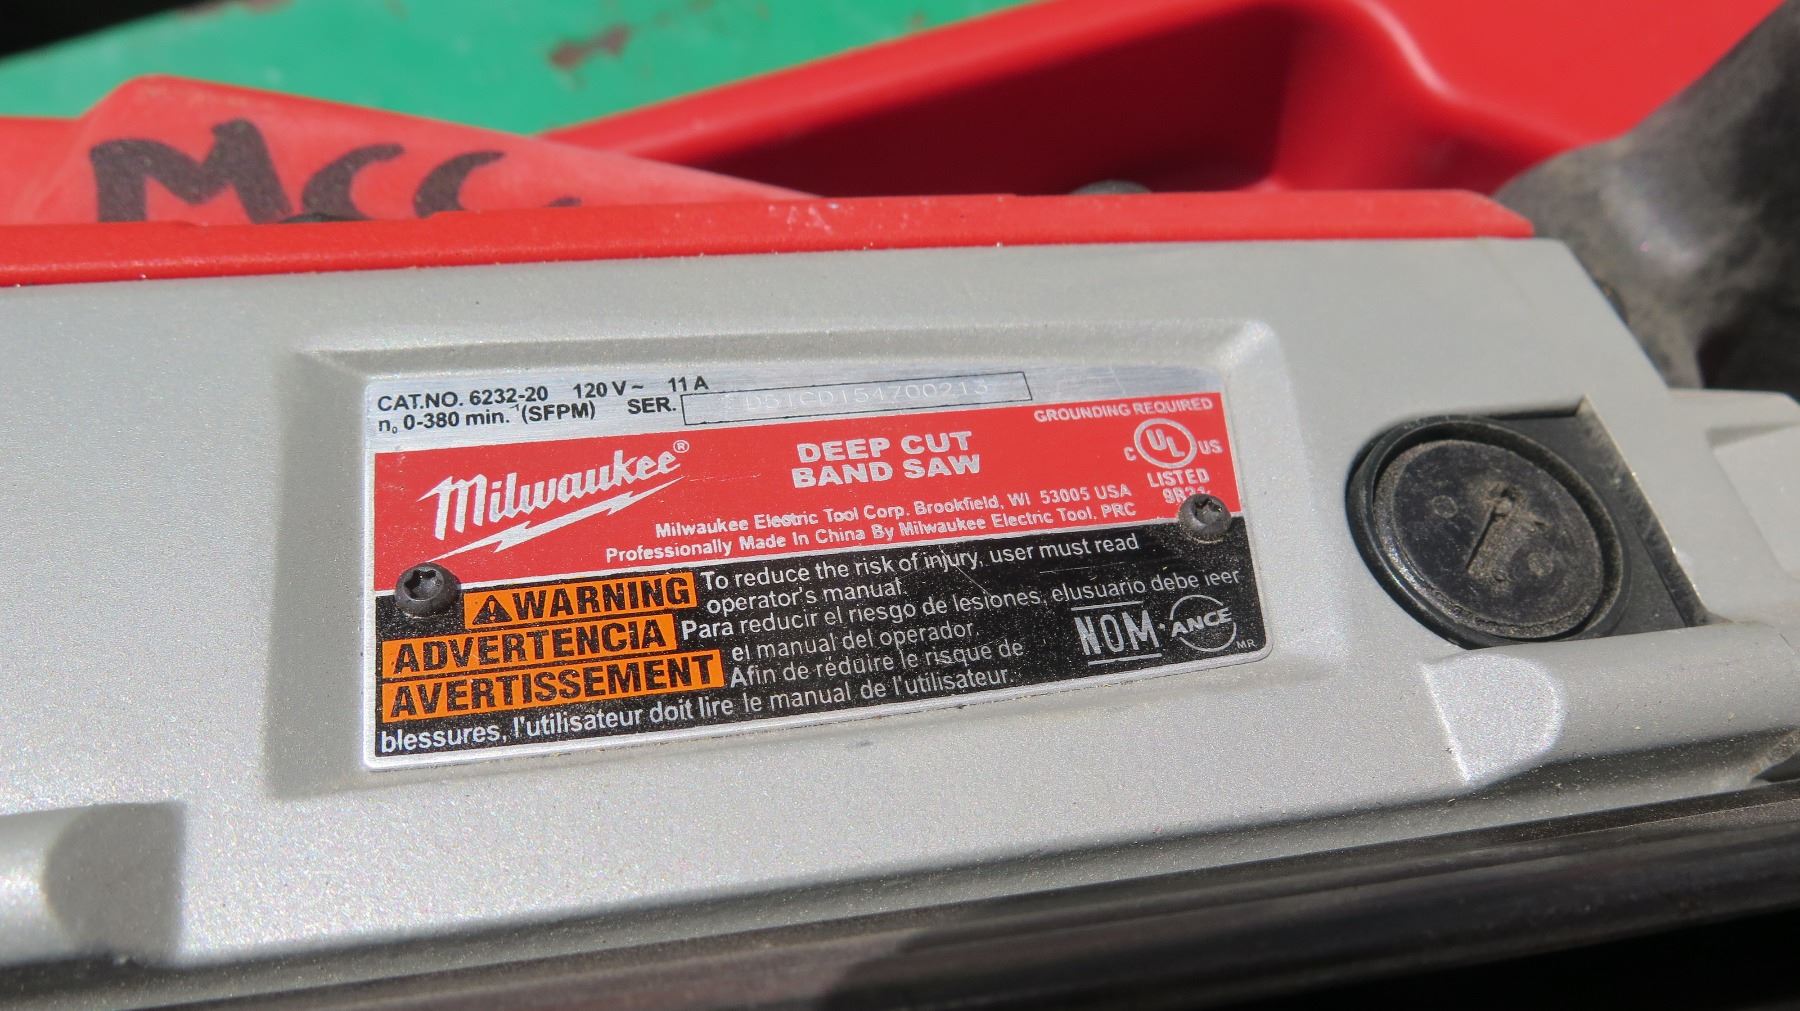 MCC
CAT.NO. 6232-20 120 V~ 11 A
n₀ 0-380 min.⁻¹ (SFPM) SER.
GROUNDING REQUIRED
Milwaukee®
DEEP CUT
BAND SAW
C UL US
LISTED
Milwaukee Electric Tool Corp. Brookfield, WI 53005 USA
Professionally Made In China By Milwaukee Electric Tool, PRC
WARNING To reduce the risk of injury, user must read
operator's manual.
ADVERTENCIA Para reducir el riesgo de lesiones, elusuario debe leer
el manual del operador.
AVERTISSEMENT Afin de réduire le risque de
blessures, l'utilisateur doit lire le manual de l'utilisateur.
NOM-ANCE
MR